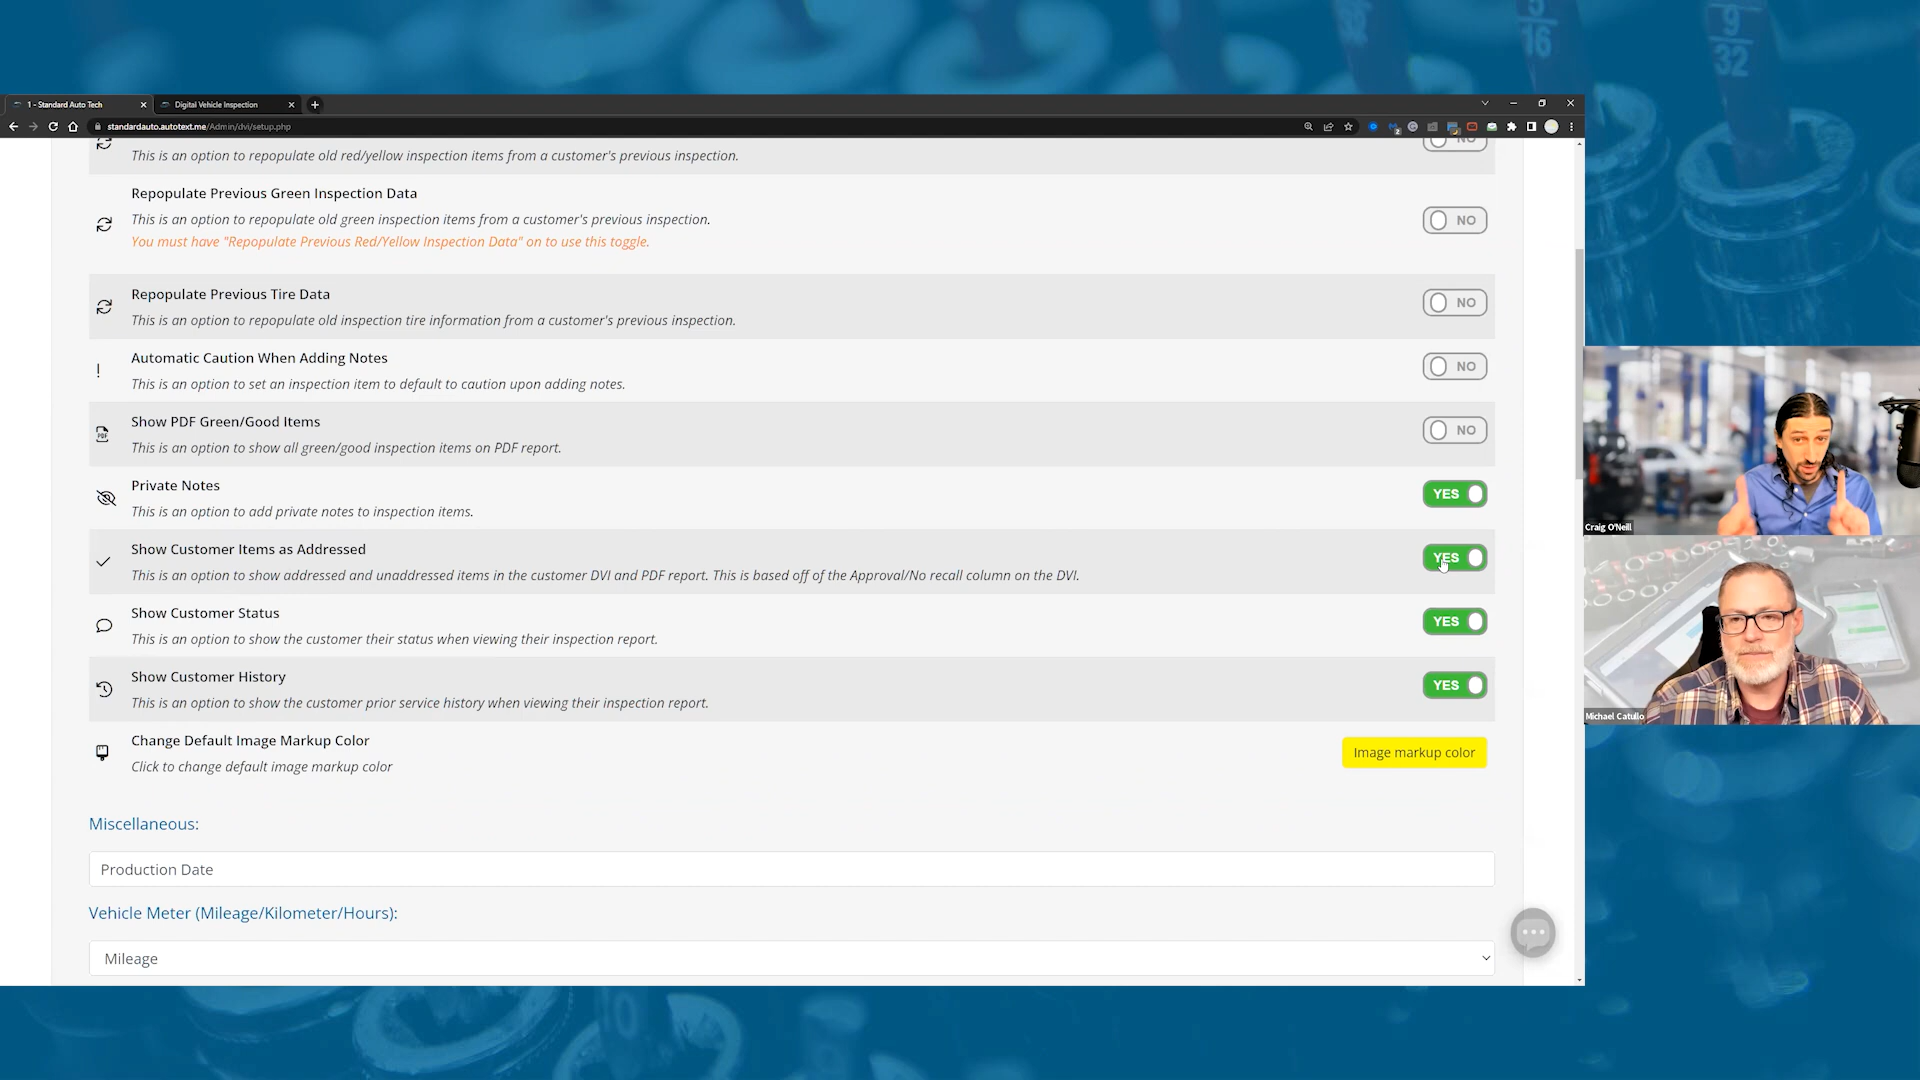 5
16
9
32
1 - Standard Auto Tech
Digital Vehicle Inspection
standardauto.autotext.me/Admin/dvi/setup.php
This is an option to repopulate old red/yellow inspection items from a customer's previous inspection.
NO
Repopulate Previous Green Inspection Data
This is an option to repopulate old green inspection items from a customer's previous inspection.
You must have "Repopulate Previous Red/Yellow Inspection Data" on to use this toggle.
NO
Repopulate Previous Tire Data
This is an option to repopulate old inspection tire information from a customer's previous inspection.
NO
Automatic Caution When Adding Notes
This is an option to set an inspection item to default to caution upon adding notes.
NO
Show PDF Green/Good Items
This is an option to show all green/good inspection items on PDF report.
NO
Private Notes
This is an option to add private notes to inspection items.
YES
Show Customer Items as Addressed
This is an option to show addressed and unaddressed items in the customer DVI and PDF report. This is based off of the Approval/No recall column on the DVI.
YES
Show Customer Status
This is an option to show the customer their status when viewing their inspection report.
YES
Show Customer History
This is an option to show the customer prior service history when viewing their inspection report.
YES
Change Default Image Markup Color
Click to change default image markup color
Image markup color
Miscellaneous:
Production Date
Vehicle Meter (Mileage/Kilometer/Hours):
Mileage
Craig O'Neill
Michael Catullo